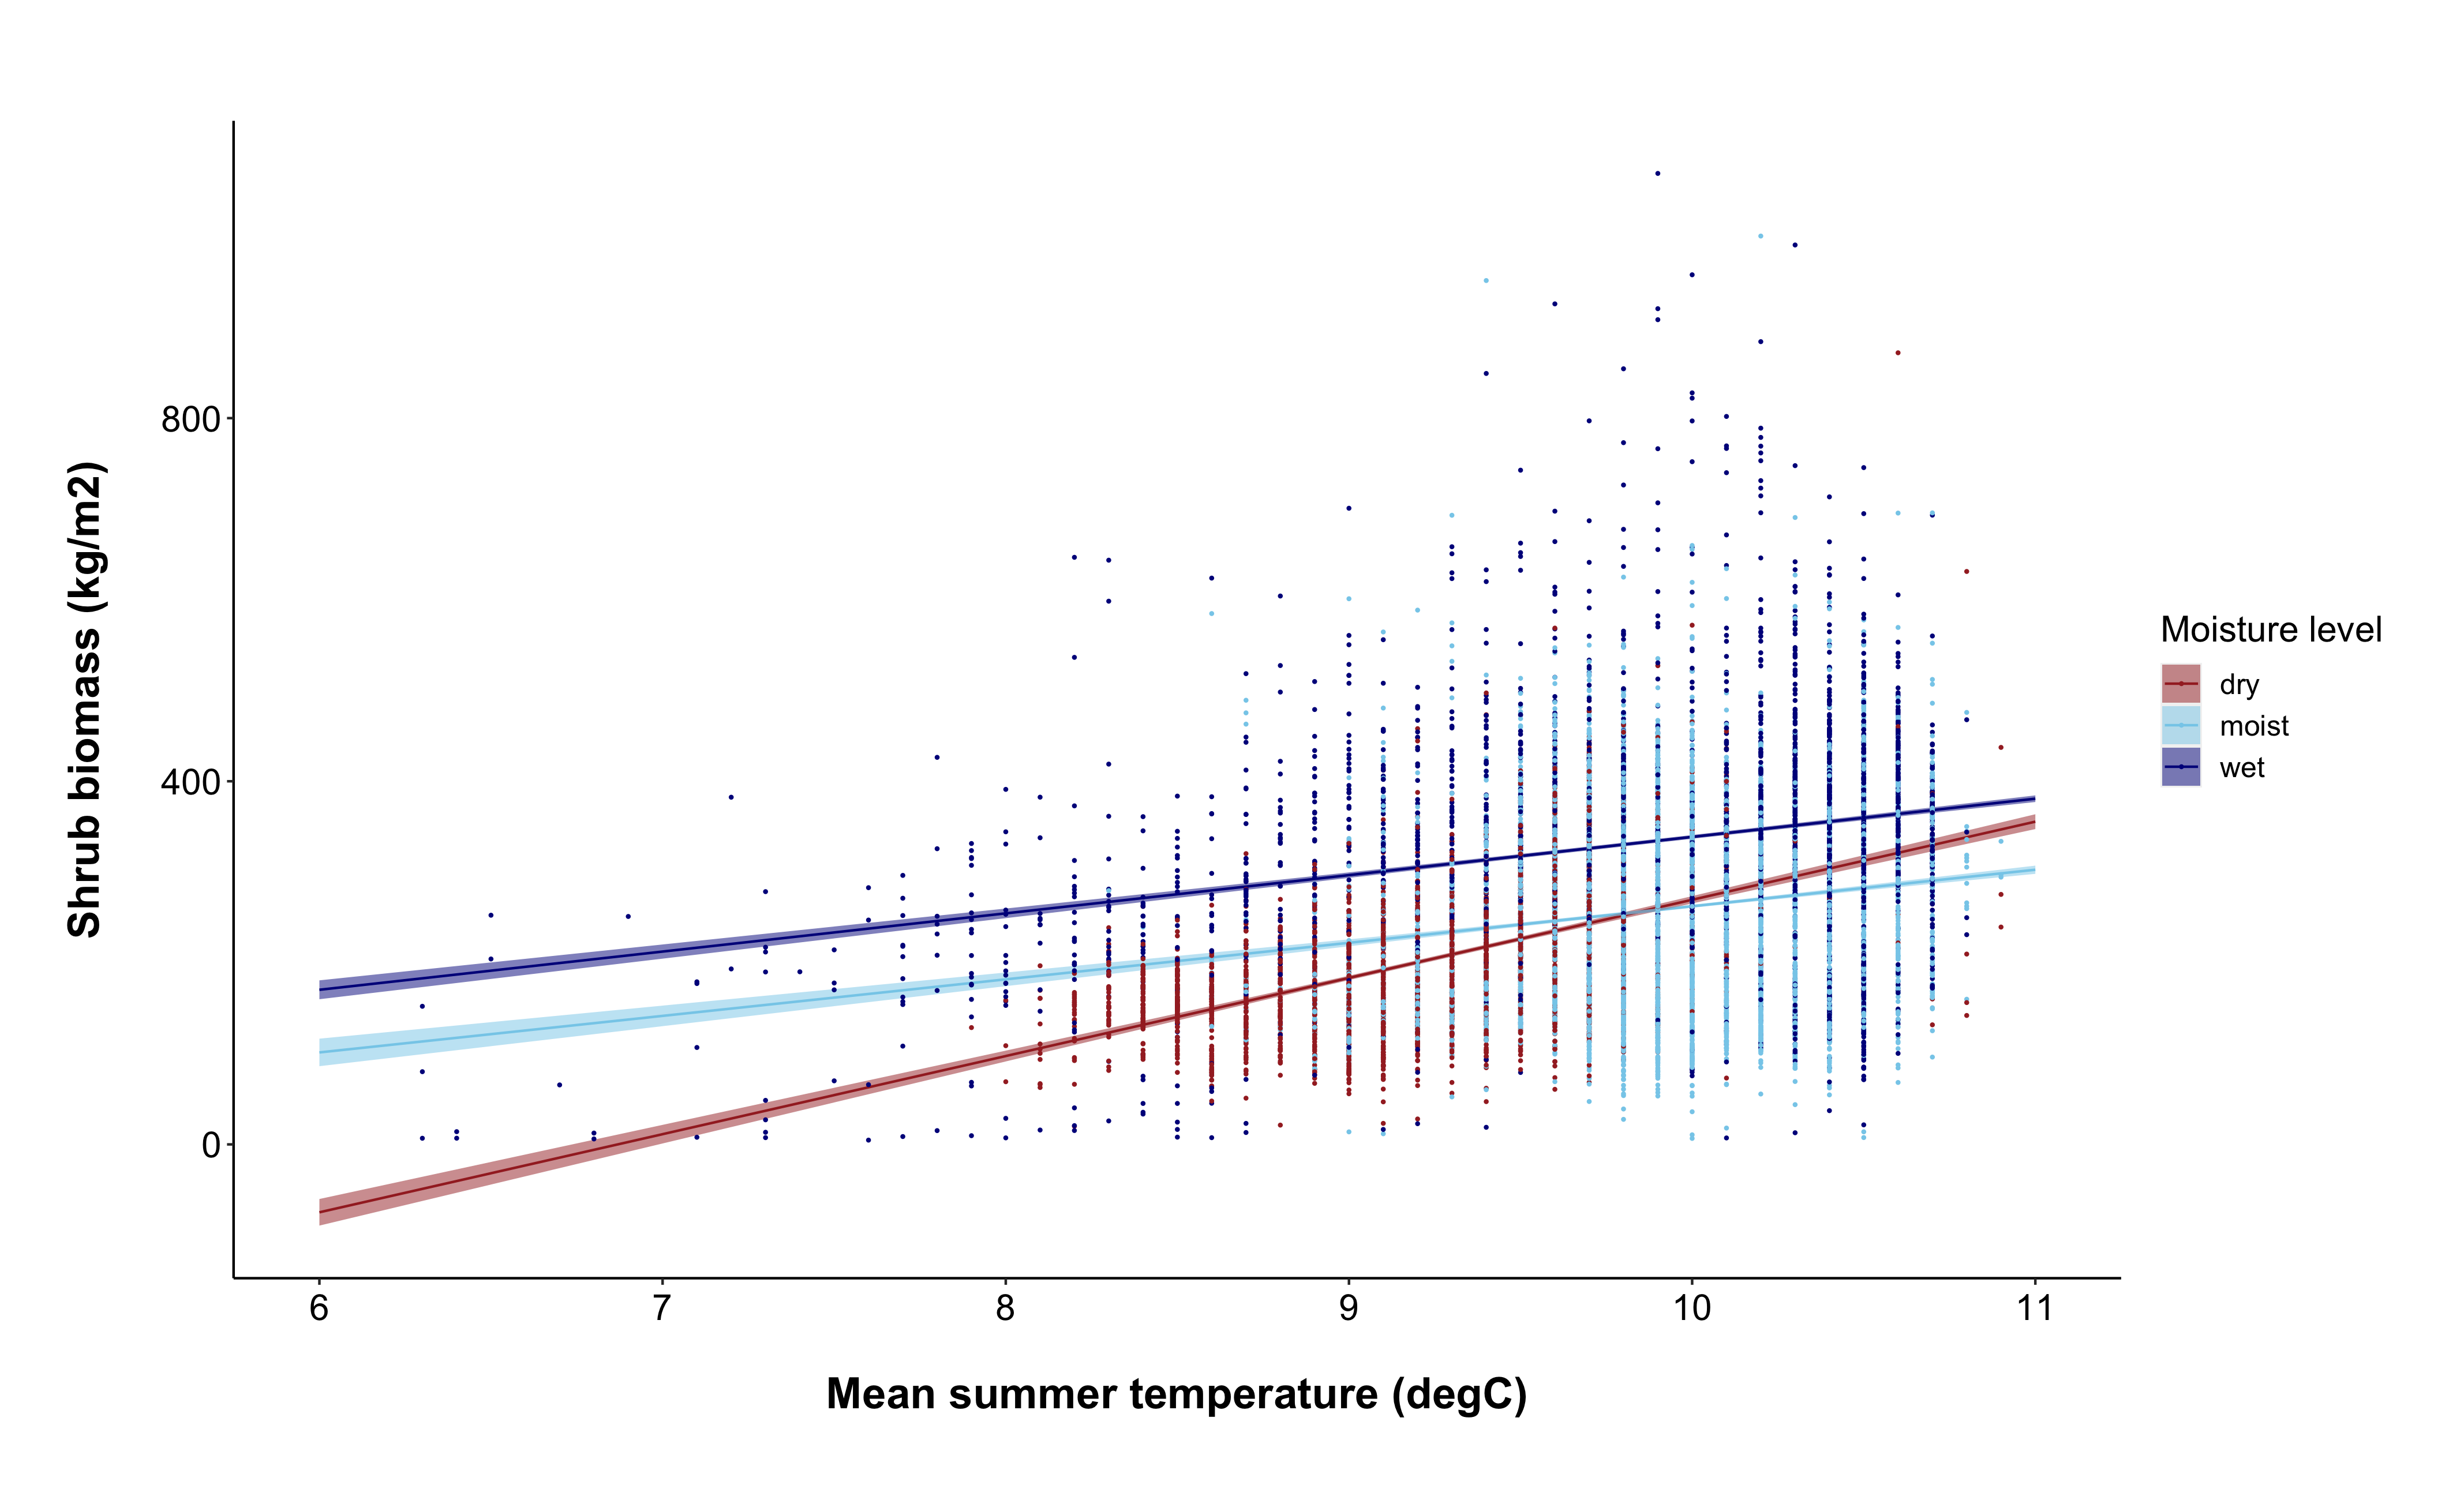 Shrub biomass (kg/m2)
800
400
0
6 7 8 9 10 11
Mean summer temperature (degC)
Moisture level
dry
moist
wet